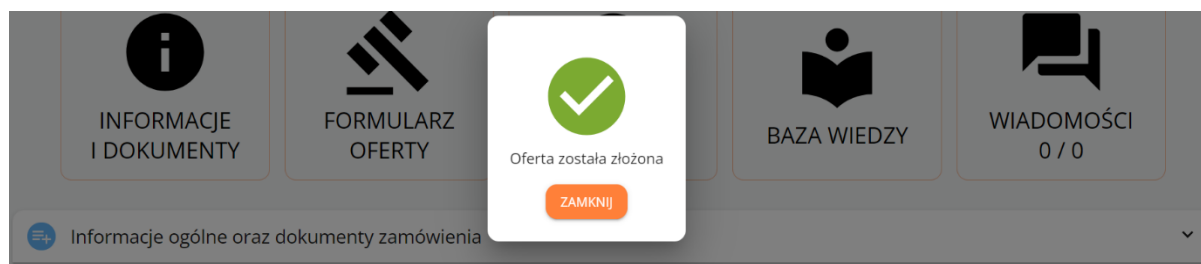 INFORMACJE
I DOKUMENTY
FORMULARZ
OFERTY
Oferta została złożona
ZAMKNIJ
BAZA WIEDZY
WIADOMOŚCI
0 / 0
Informacje ogólne oraz dokumenty zamówienia